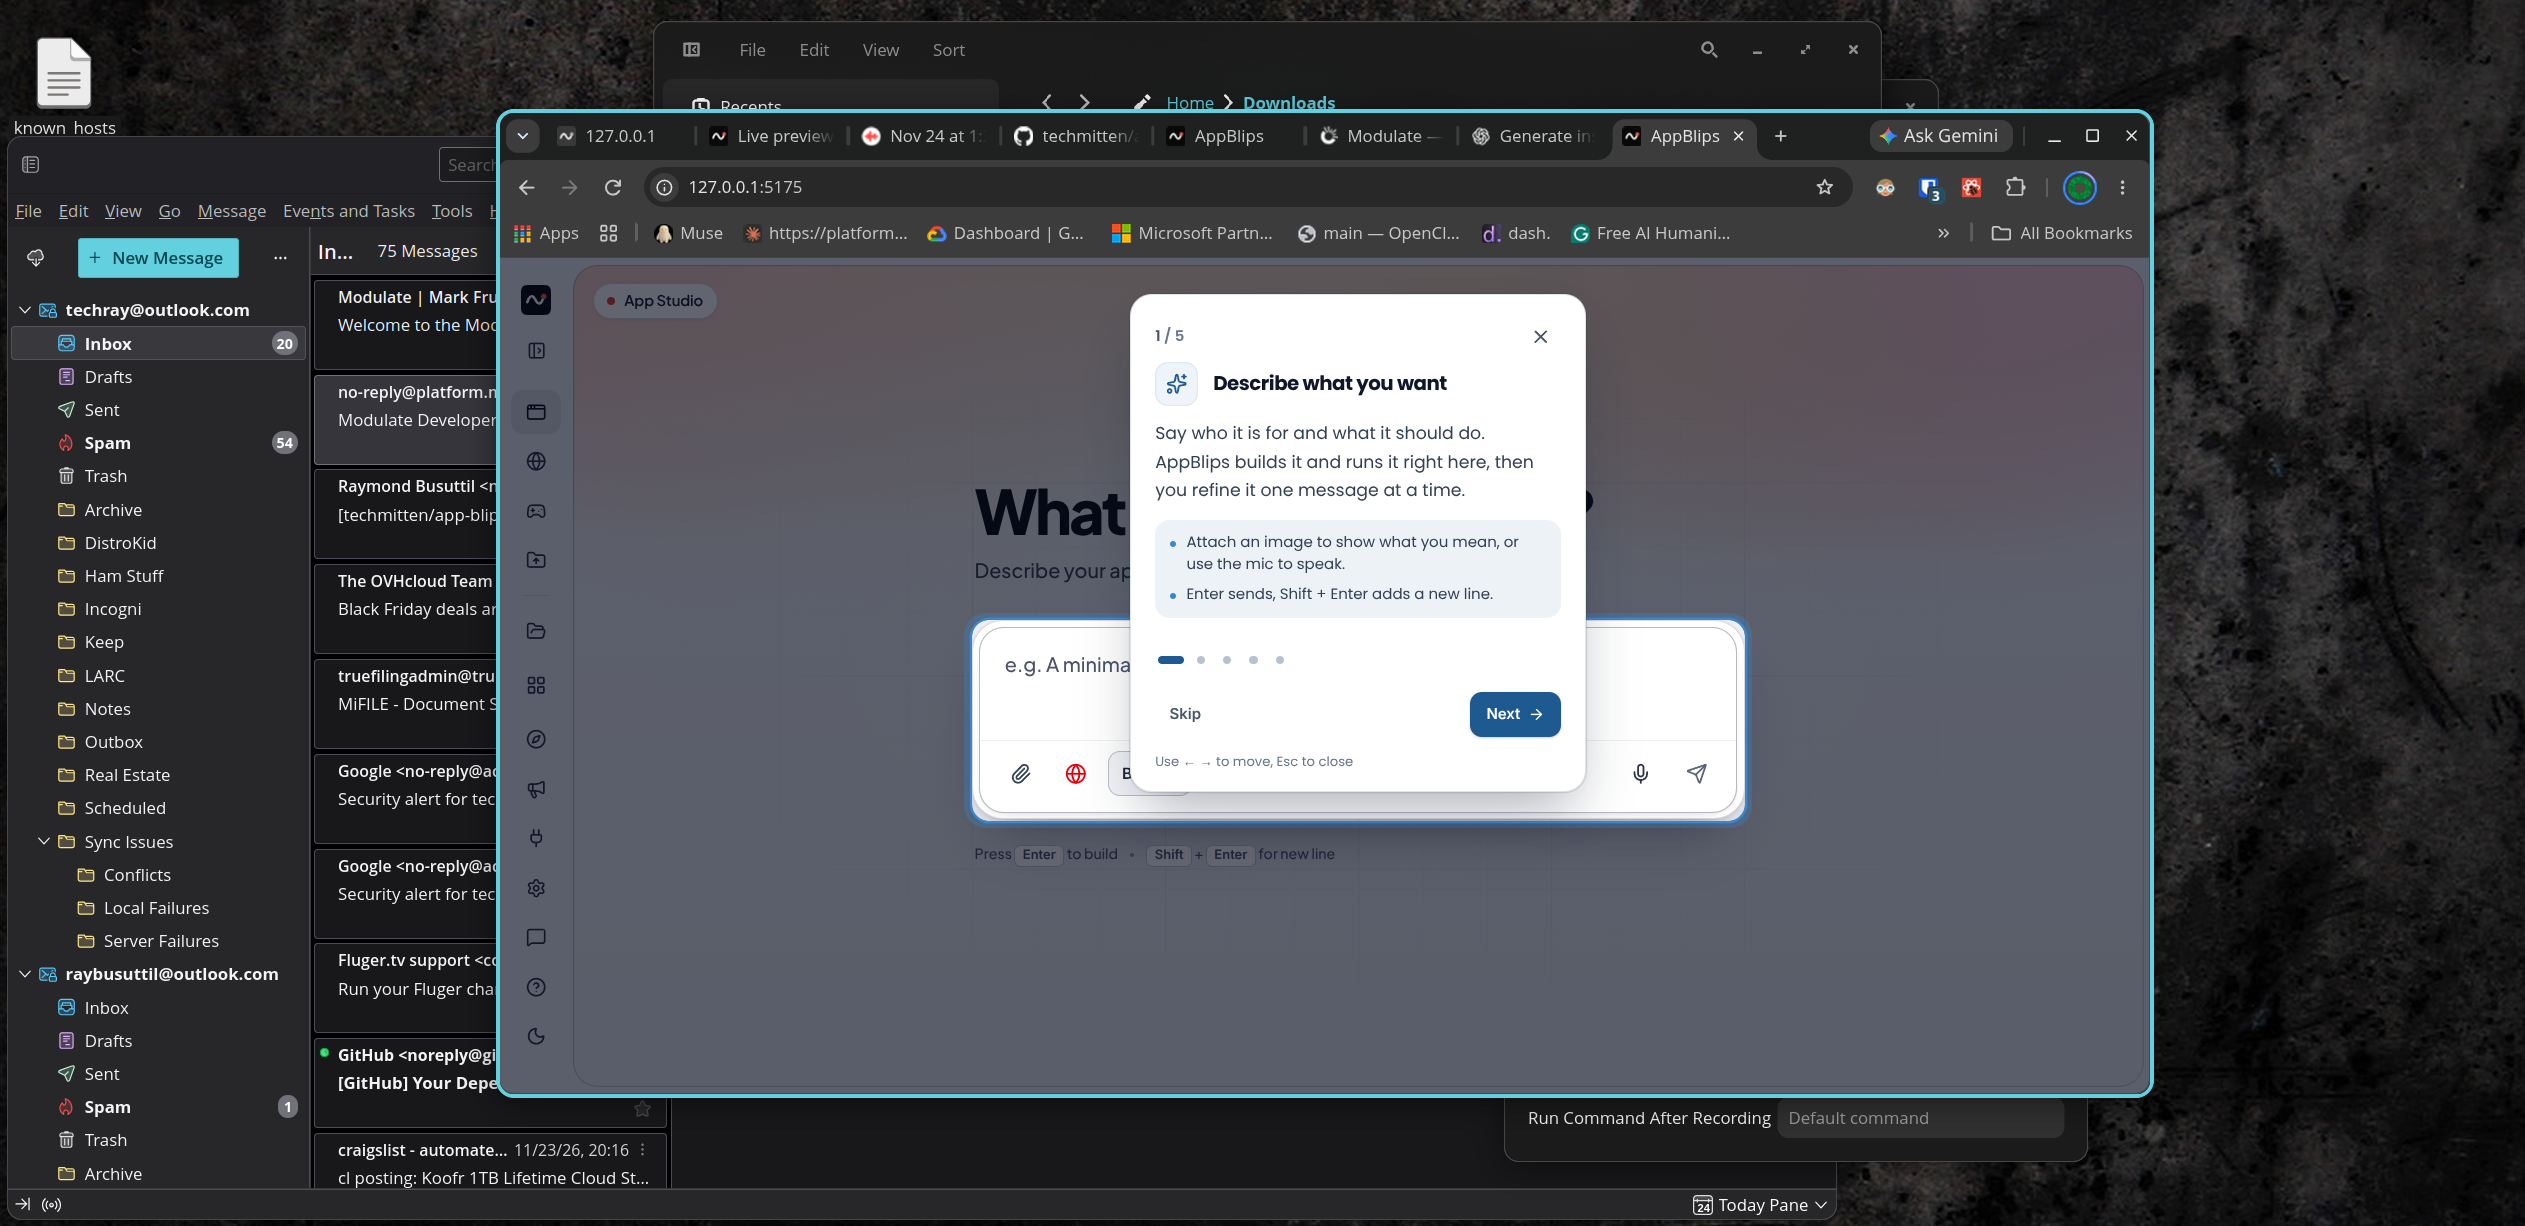 known_hosts
File Edit View Sort
Recents
Home Downloads
Search
File Edit View Go Message Events and Tasks Tools
New Message
In... 75 Messages
techray@outlook.com
Inbox 20
Drafts
Sent
Spam 54
Trash
Archive
DistroKid
Ham Stuff
Incogni
Keep
LARC
Notes
Outbox
Real Estate
Scheduled
Sync Issues
Conflicts
Local Failures
Server Failures
raybusuttil@outlook.com
Inbox
Drafts
Sent
Spam 1
Trash
Archive
Modulate | Mark Fru
Welcome to the Mod
no-reply@platform.m
Modulate Developer
Raymond Busuttil <n
[techmitten/app-blip
The OVHcloud Team
Black Friday deals ar
truefilingadmin@tru
MiFILE - Document S
Google <no-reply@ac
Security alert for tec
Google <no-reply@ac
Security alert for tec
Fluger.tv support <co
Run your Fluger cha
GitHub <noreply@gi
[GitHub] Your Depe
craigslist - automate... 11/23/26, 20:16
cl posting: Koofr 1TB Lifetime Cloud St...
127.0.0.1 Live preview Nov 24 at 1: techmitten/a AppBlips Modulate — Generate in AppBlips Ask Gemini
127.0.0.1:5175
3
Apps Muse https://platform... Dashboard | G... Microsoft Partn... main — OpenCl... dash. Free AI Humani... » All Bookmarks
App Studio
What ?
Describe your ap
e.g. A minima
B
Press Enter to build • Shift + Enter for new line
1 / 5
Describe what you want
Say who it is for and what it should do.
AppBlips builds it and runs it right here, then
you refine it one message at a time.
• Attach an image to show what you mean, or
use the mic to speak.
• Enter sends, Shift + Enter adds a new line.
Skip Next →
Use ← → to move, Esc to close
Run Command After Recording Default command
24 Today Pane